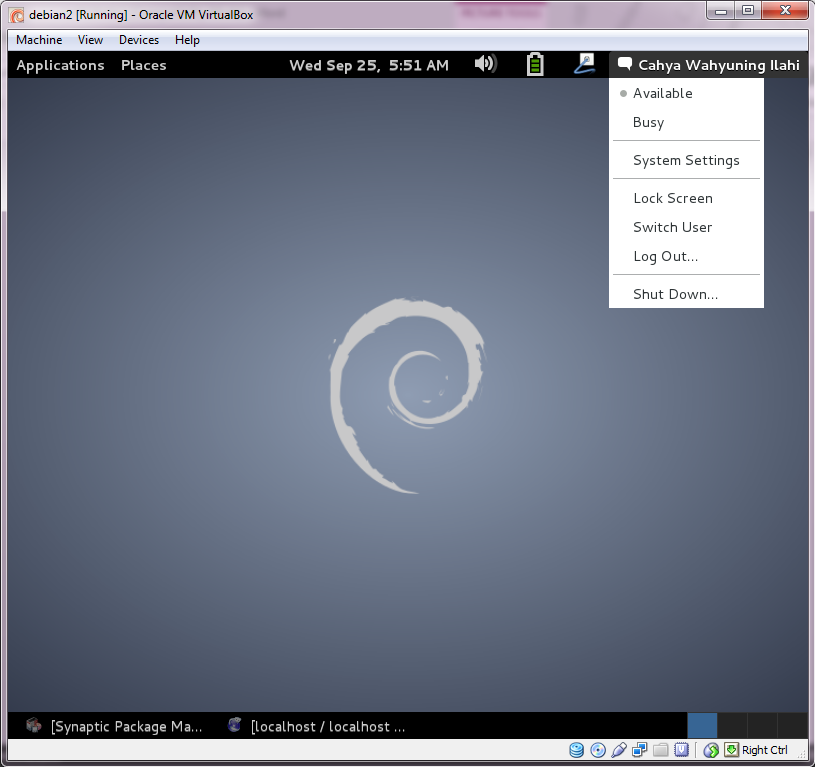 debian2 [Running] - Oracle VM VirtualBox
Machine View Devices Help
Applications Places Wed Sep 25, 5:51 AM Cahya Wahyuning Ilahi
Available
Busy
System Settings
Lock Screen
Switch User
Log Out...
Shut Down...
[Synaptic Package Ma... [localhost / localhost ...
Right Ctrl